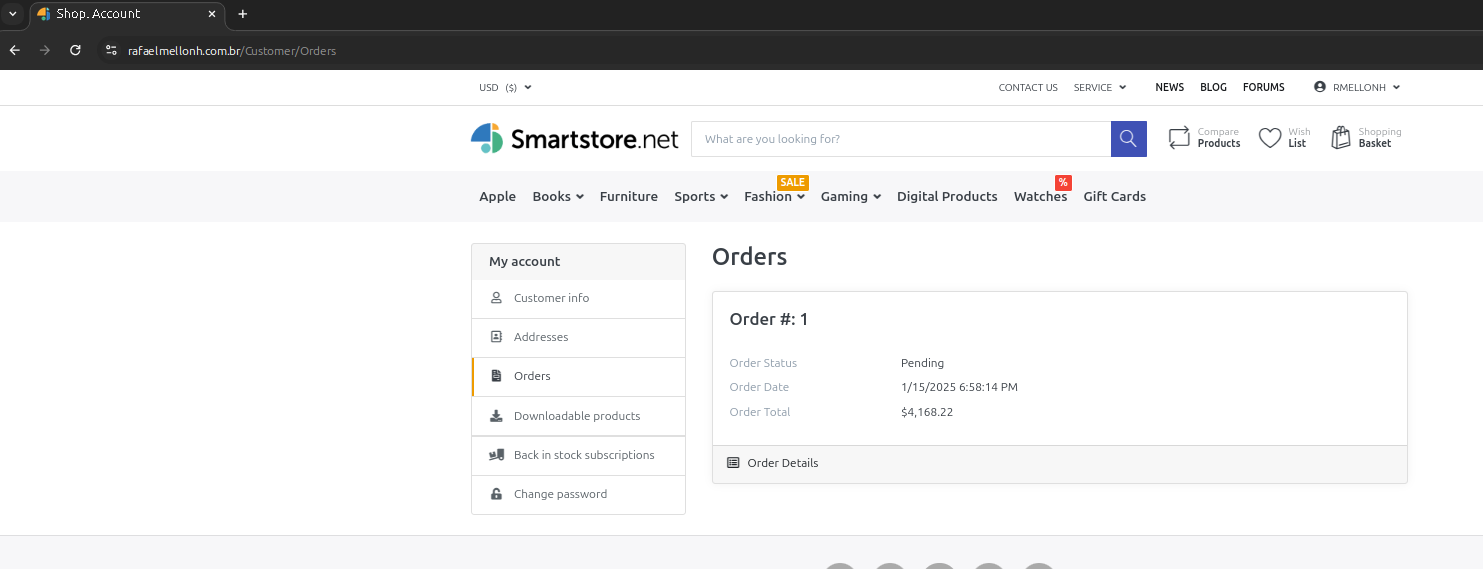 Shop. Account
rafaelmellonh.com.br/Customer/Orders
USD ($) CONTACT US SERVICE NEWS BLOG FORUMS RMELLONH
Smartstore.net What are you looking for? Compare Products Wish List Shopping Basket
SALE %
Apple Books Furniture Sports Fashion Gaming Digital Products Watches Gift Cards
My account
Customer info
Addresses
Orders
Downloadable products
Back in stock subscriptions
Change password
Orders
Order #: 1
Order Status Pending
Order Date 1/15/2025 6:58:14 PM
Order Total $4,168.22
Order Details